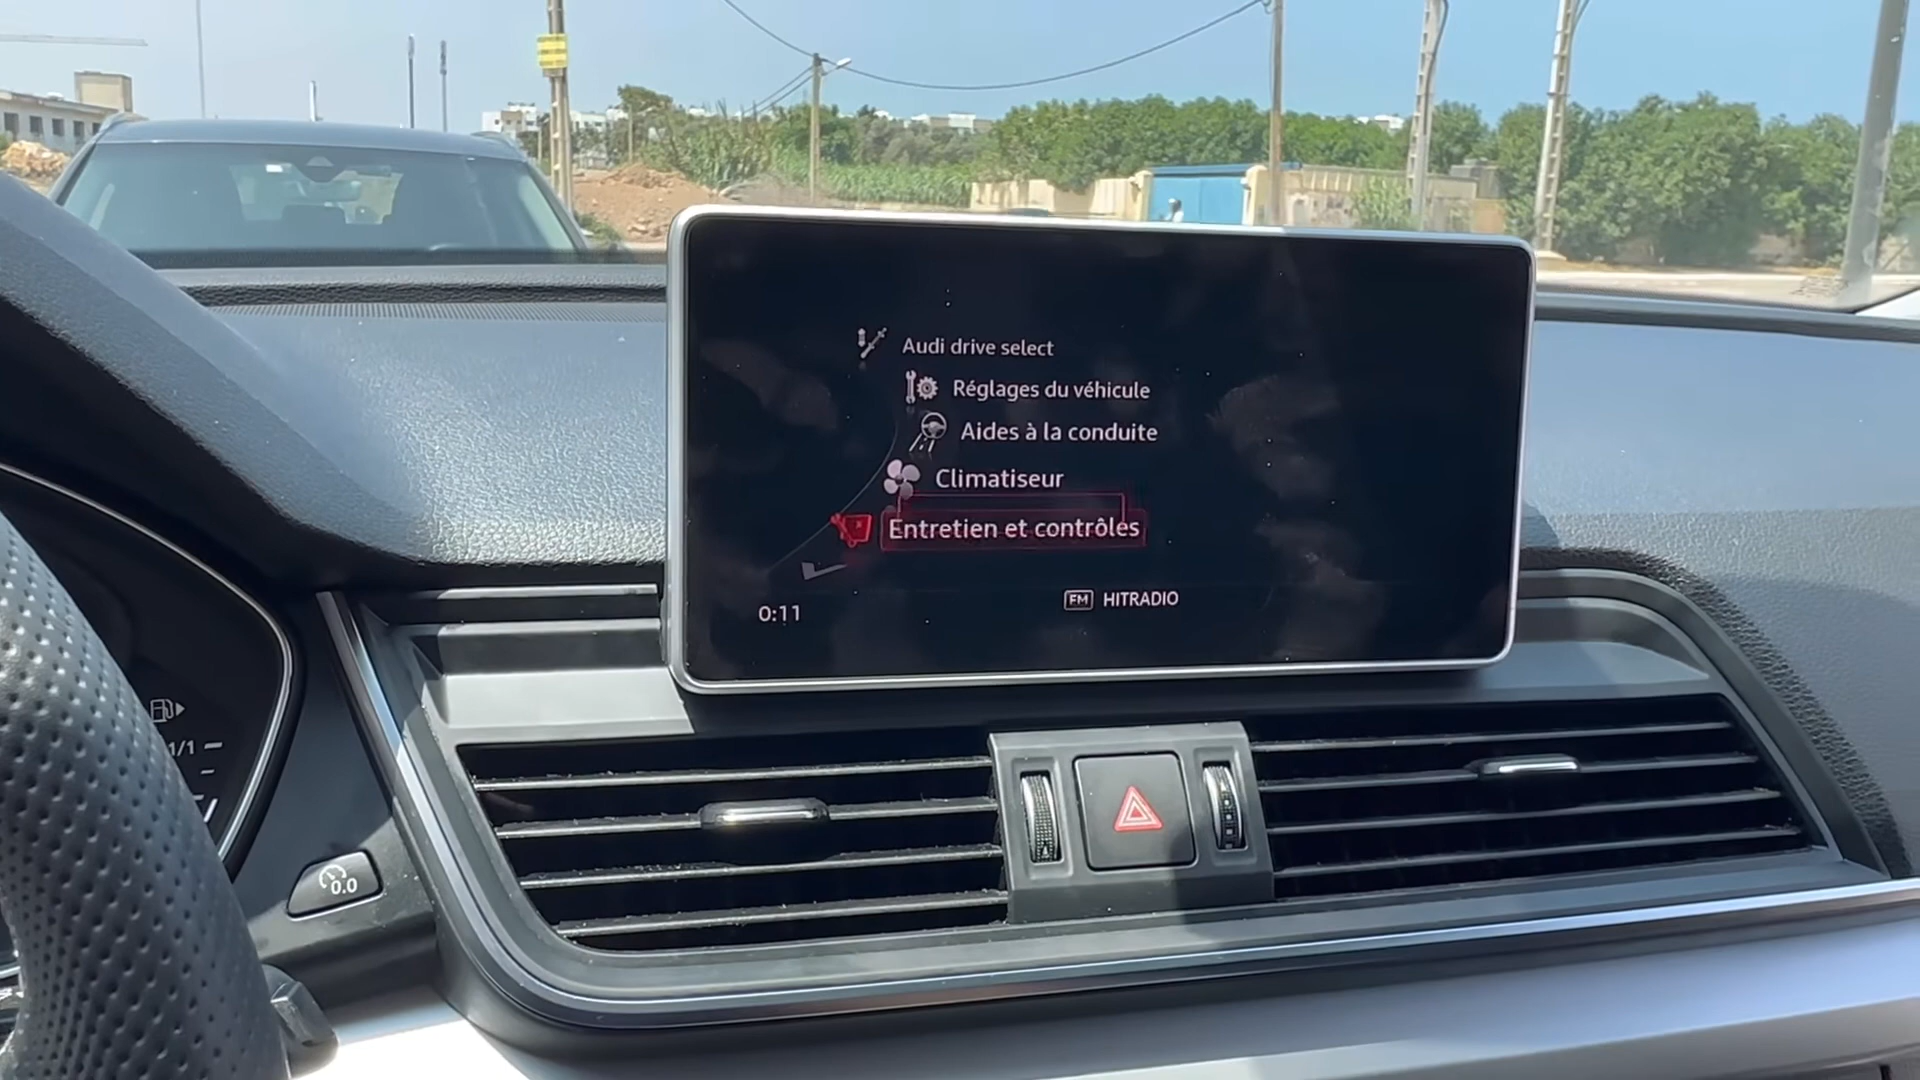 Audi drive select
Réglages du véhicule
Aides à la conduite
Climatiseur
Entretien et contrôles
0:11
FM HITRADIO
1/1
0.0